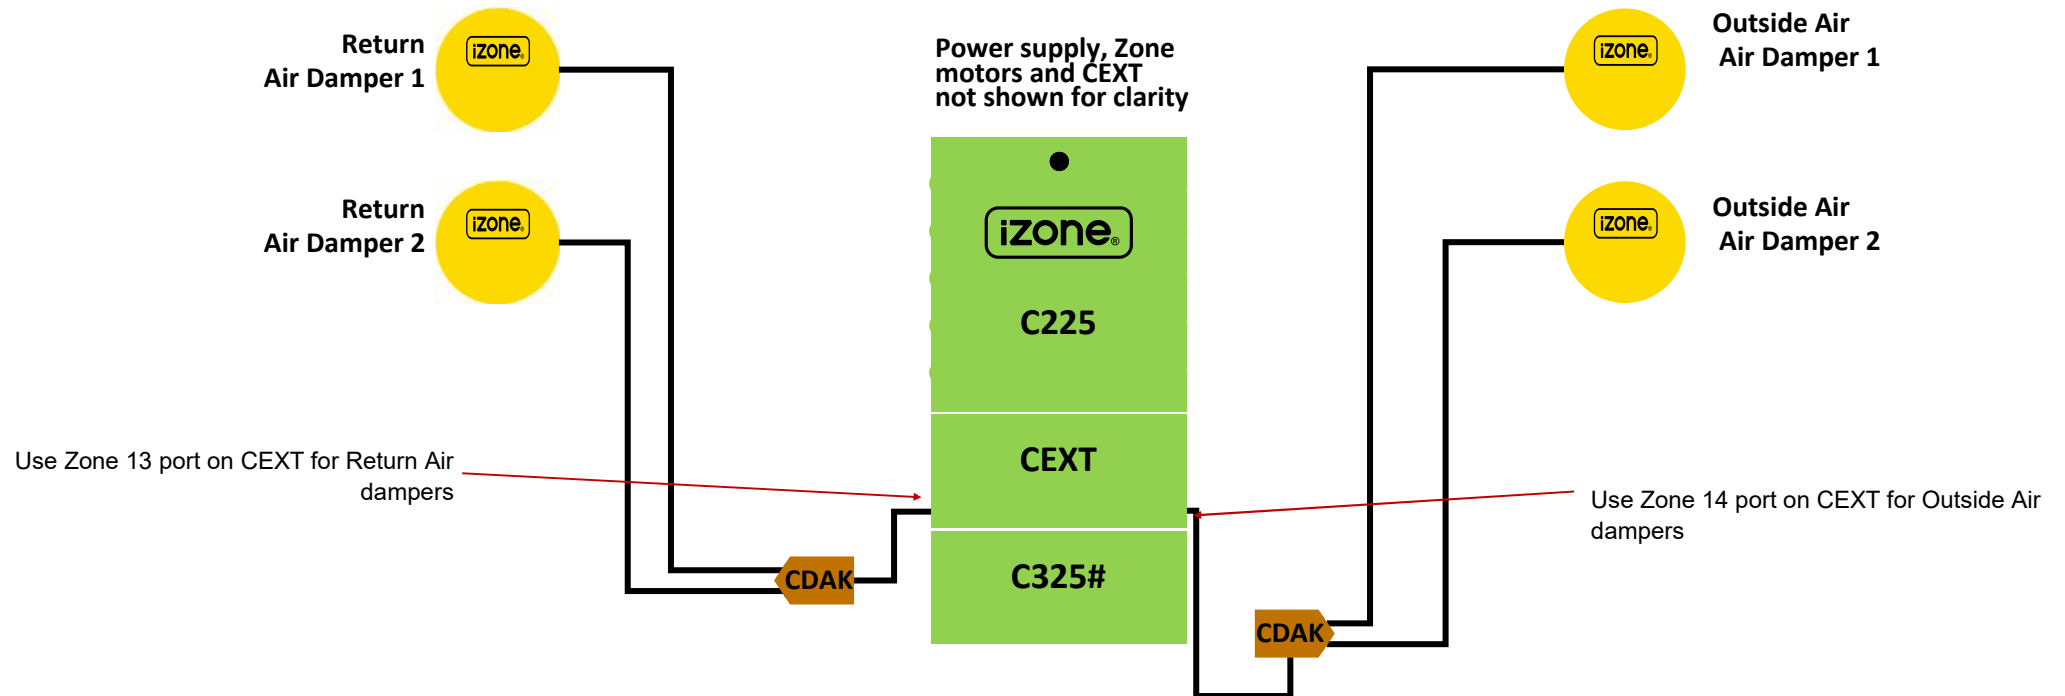 Return
Air Damper 1
iZone®
Return
Air Damper 2
iZone®
Power supply, Zone
motors and CEXT
not shown for clarity
iZone®
C225
CEXT
C325#
Outside Air
Air Damper 1
iZone®
Outside Air
Air Damper 2
iZone®
Use Zone 13 port on CEXT for Return Air
dampers
CDAK
Use Zone 14 port on CEXT for Outside Air
dampers
CDAK